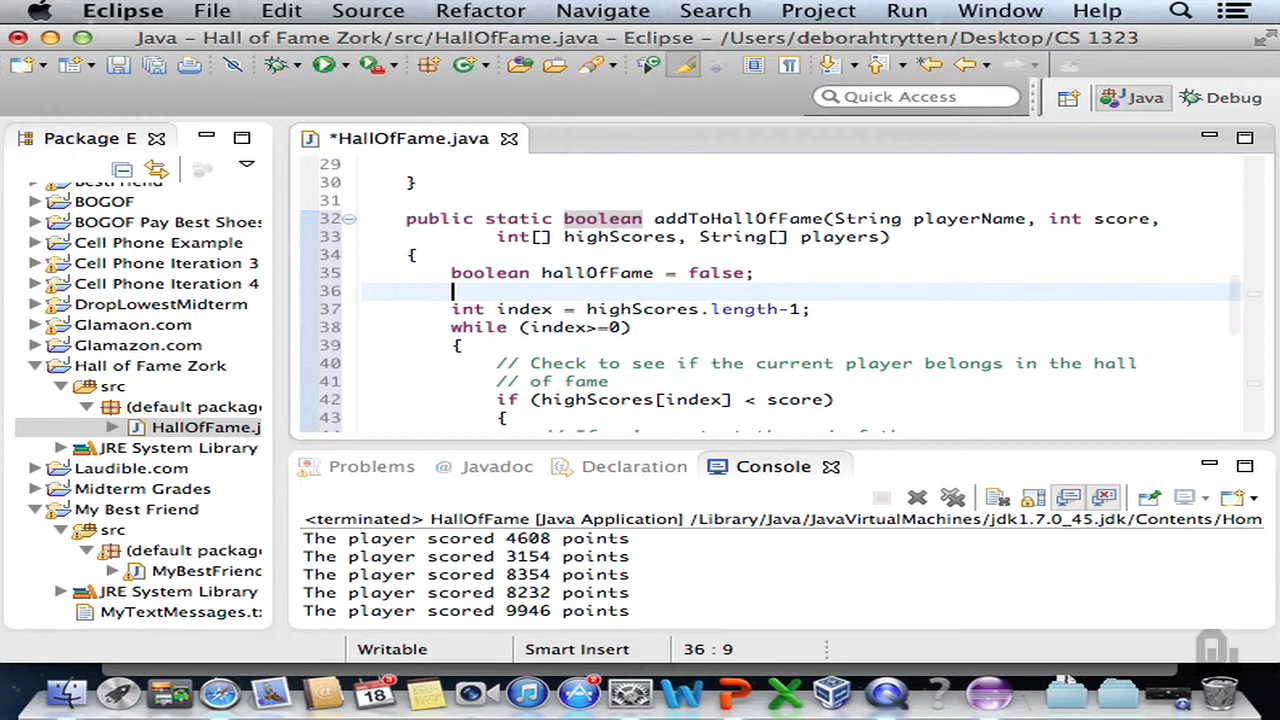 Eclipse File Edit Source Refactoring Navigate Search Project Run Window Help
Java – Hall of Fame Zork/src/HallOfFame.java – Eclipse – /Users/deborahtrytten/Desktop/CS 1323
Quick Access
Java
Debug
Package E
*HallOfFame.java
BOGOF
BOGOF Pay Best Shoes
Cell Phone Example
Cell Phone Iteration 3
Cell Phone Iteration 4
DropLowestMidterm
Glamaon.com
Glamazon.com
Hall of Fame Zork
src
(default package
HallOfFame.j
JRE System Library
Laudible.com
Midterm Grades
My Best Friend
src
(default package
MyBestFriend
JRE System Library
MyTextMessages.t
29
30 }
31
32 public static boolean addToHallOfFame(String playerName, int score,
33 int[] highScores, String[] players)
34 {
35 boolean hallOfFame = false;
36
37 int index = highScores.length-1;
38 while (index>=0)
39 {
40 // Check to see if the current player belongs in the hall
41 // of fame
42 if (highScores[index] < score)
43 {
Problems @ Javadoc Declaration Console
<terminated> HallOfFame [Java Application] /Library/Java/JavaVirtualMachines/jdk1.7.0_45.jdk/Contents/Hom
The player scored 4608 points
The player scored 3154 points
The player scored 8354 points
The player scored 8232 points
The player scored 9946 points
Writable
Smart Insert
36 : 9
18